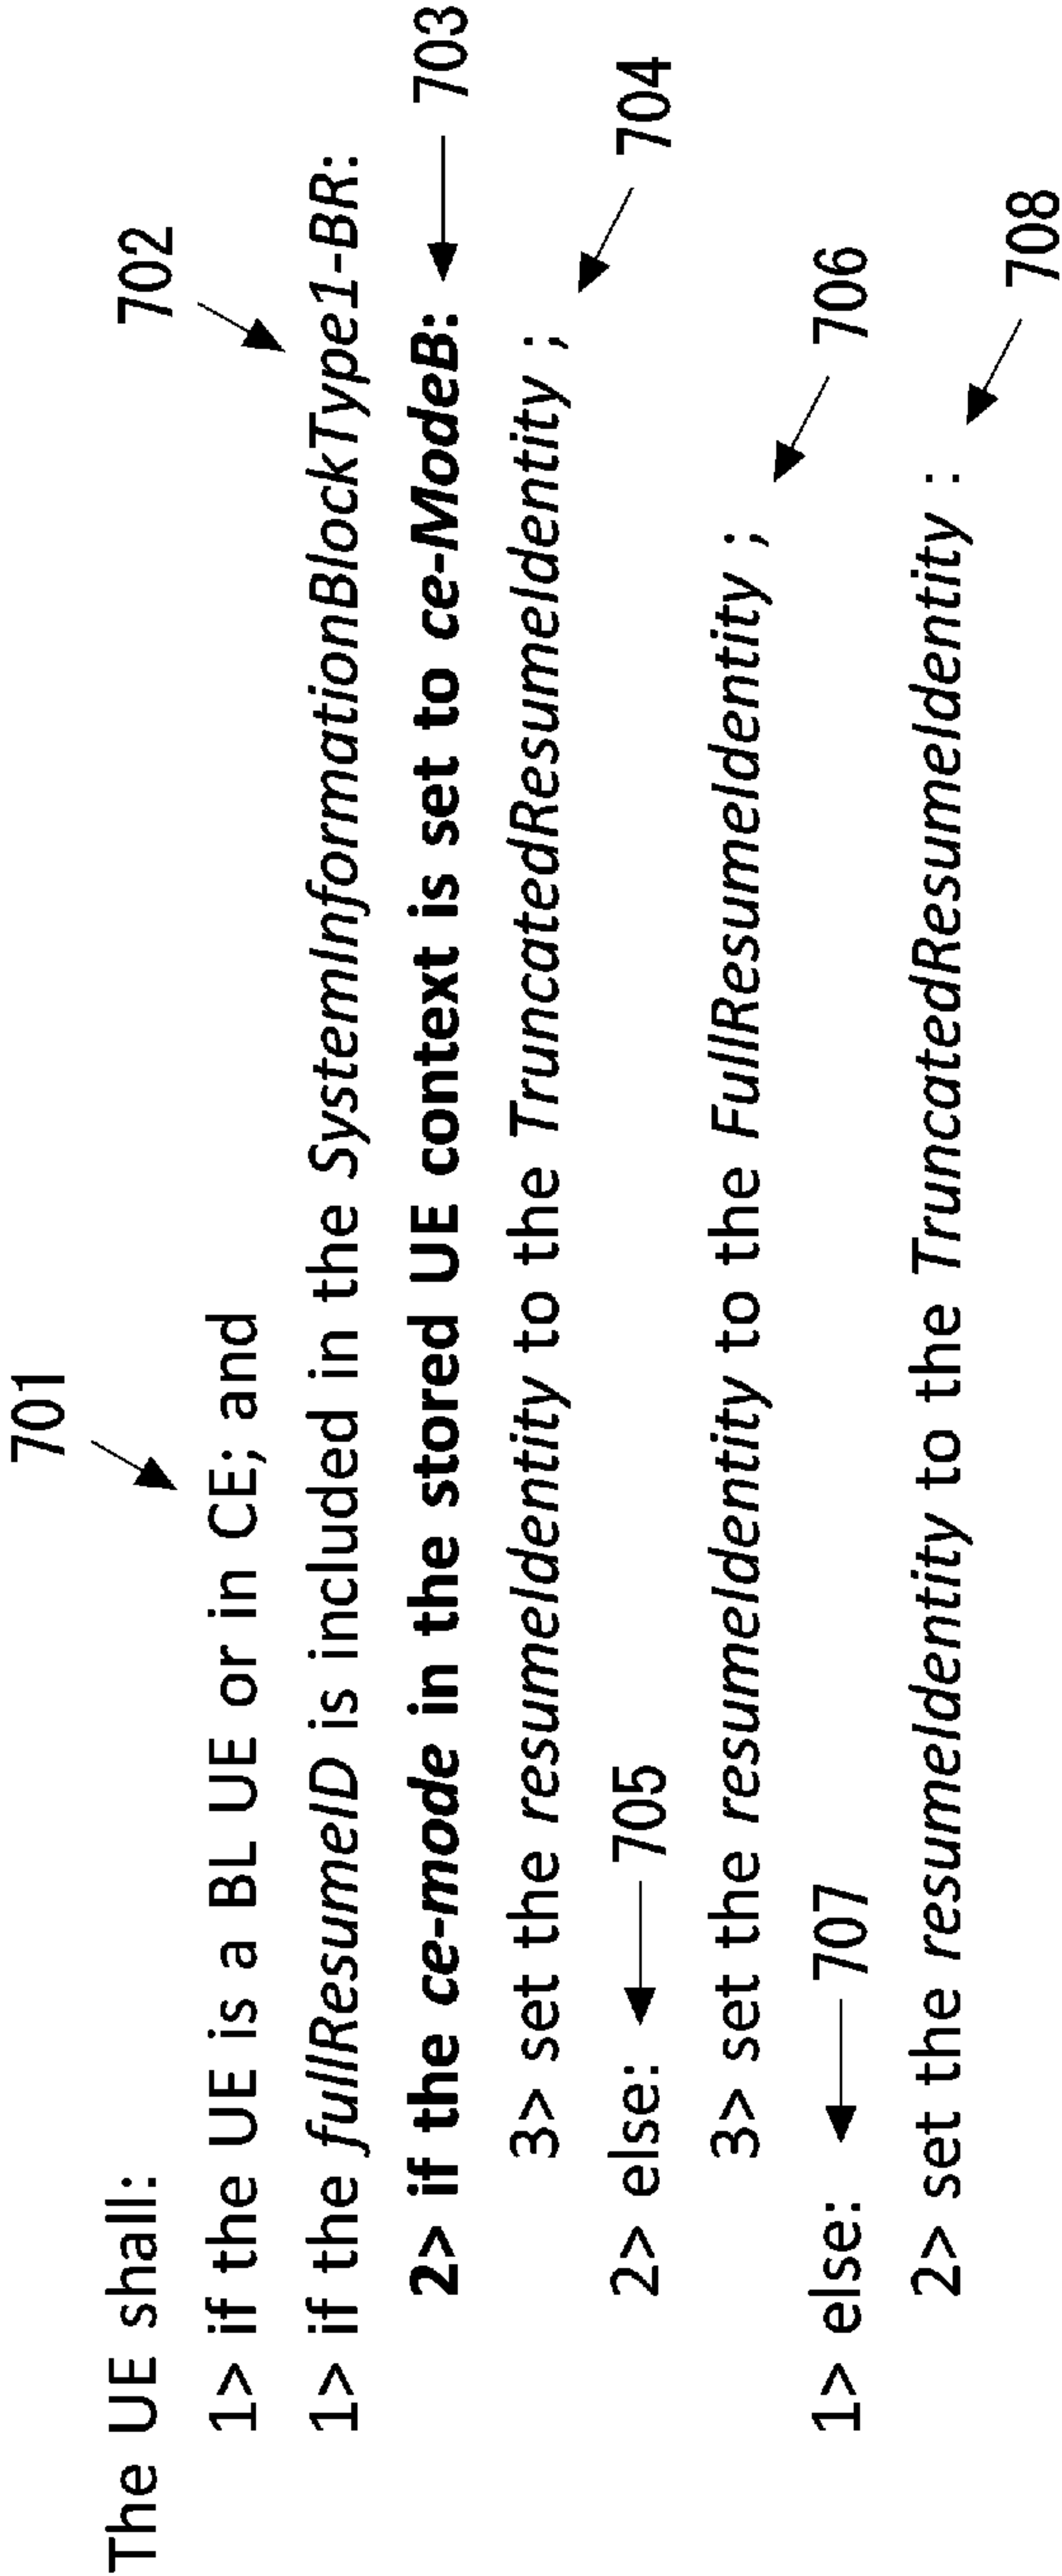 701
The UE shall:
1> if the UE is a BL UE or in CE; and
702
1> if the fullResumeID is included in the SystemInformationBlockType1-BR:
2> if the ce-mode in the stored UE context is set to ce-ModeB: 703
3> set the resumeIdentity to the TruncatedResumeIdentity ;
704
2> else: 705
3> set the resumeIdentity to the FullResumeIdentity ;
706
1> else: 707
2> set the resumeIdentity to the TruncatedResumeIdentity :
708